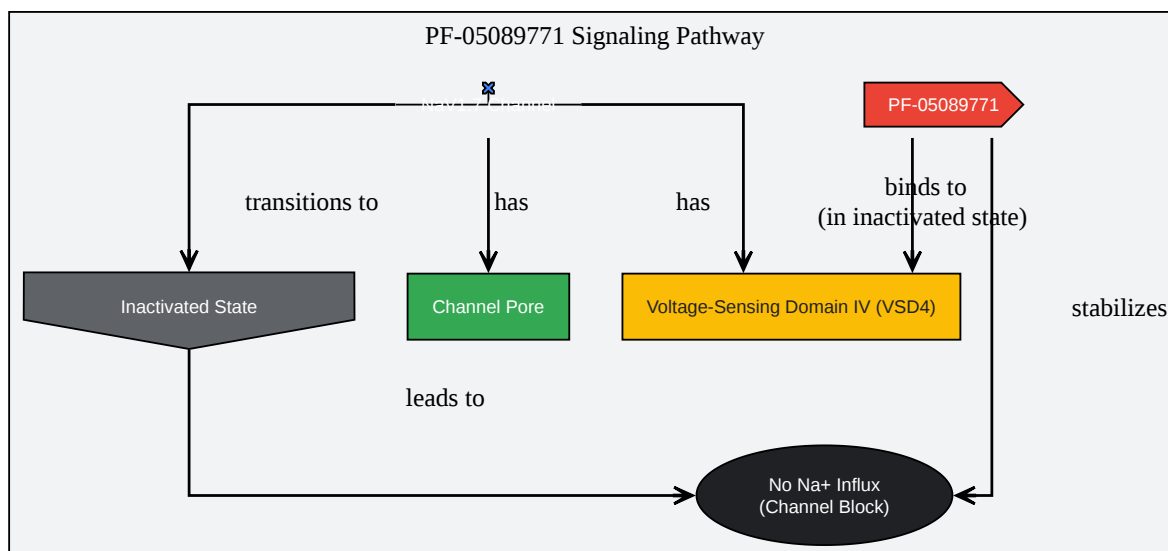 PF-05089771 Signaling Pathway
PF-05089771
transitions to
has
has
binds to
(in inactivated state)
Inactivated State
Channel Pore
Voltage-Sensing Domain IV (VSD4)
stabilizes
leads to
No Na+ Influx
(Channel Block)